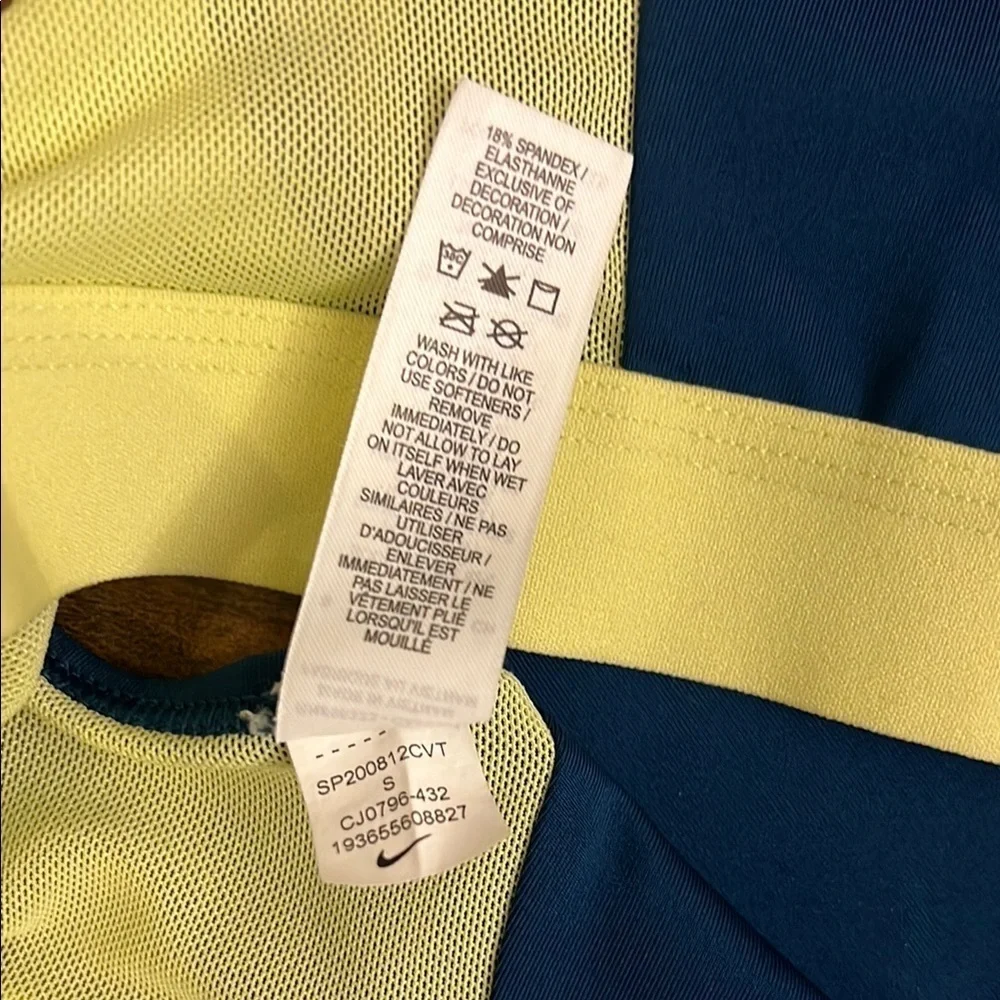 18% SPANDEX /
ELASTHANNE
EXCLUSIVE OF
DECORATION /
DECORATION NON
COMPRISE
30C
WASH WITH LIKE
COLORS / DO NOT
USE SOFTENERS /
REMOVE
IMMEDIATELY / DO
NOT ALLOW TO LAY
ON ITSELF WHEN WET
LAVER AVEC
COULEURS
SIMILAIRES / NE PAS
UTILISER
D'ADOUCISSEUR /
ENLEVER
IMMEDIATEMENT / NE
PAS LAISSER LE
VÊTEMENT PLIÉ
LORSQU'IL EST
MOUILLÉ
SP200812CVT
S
CJ0796-432
193655608827